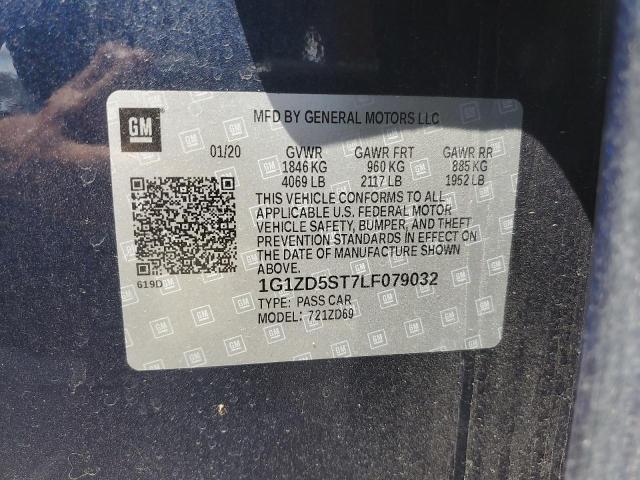 GM
MFD BY GENERAL MOTORS LLC
01/20 GVWR GAWR FRT GAWR RR
1846 KG 960 KG 885 KG
4069 LB 2117 LB 1952 LB
THIS VEHICLE CONFORMS TO ALL
APPLICABLE U.S. FEDERAL MOTOR
VEHICLE SAFETY, BUMPER, AND THEFT
PREVENTION STANDARDS IN EFFECT ON
THE DATE OF MANUFACTURE SHOWN
ABOVE.
619D
1G1ZD5ST7LF079032
TYPE: PASS CAR
MODEL: 721ZD69